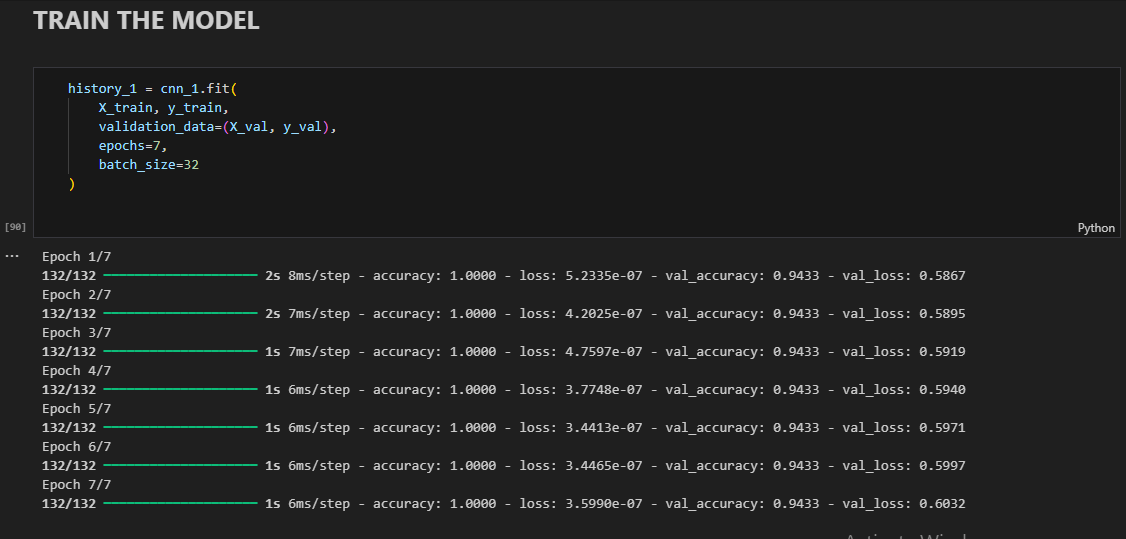 TRAIN THE MODEL
history_1 = cnn_1.fit(
X_train, y_train,
validation_data=(X_val, y_val),
epochs=7,
batch_size=32
)
[90]
Python
...
Epoch 1/7
132/132 ━━━━━━━━━━━━━━━━━━━━ 2s 8ms/step - accuracy: 1.0000 - loss: 5.2335e-07 - val_accuracy: 0.9433 - val_loss: 0.5867
Epoch 2/7
132/132 ━━━━━━━━━━━━━━━━━━━━ 2s 7ms/step - accuracy: 1.0000 - loss: 4.2025e-07 - val_accuracy: 0.9433 - val_loss: 0.5895
Epoch 3/7
132/132 ━━━━━━━━━━━━━━━━━━━━ 1s 7ms/step - accuracy: 1.0000 - loss: 4.7597e-07 - val_accuracy: 0.9433 - val_loss: 0.5919
Epoch 4/7
132/132 ━━━━━━━━━━━━━━━━━━━━ 1s 6ms/step - accuracy: 1.0000 - loss: 3.7748e-07 - val_accuracy: 0.9433 - val_loss: 0.5940
Epoch 5/7
132/132 ━━━━━━━━━━━━━━━━━━━━ 1s 6ms/step - accuracy: 1.0000 - loss: 3.4413e-07 - val_accuracy: 0.9433 - val_loss: 0.5971
Epoch 6/7
132/132 ━━━━━━━━━━━━━━━━━━━━ 1s 6ms/step - accuracy: 1.0000 - loss: 3.4465e-07 - val_accuracy: 0.9433 - val_loss: 0.5997
Epoch 7/7
132/132 ━━━━━━━━━━━━━━━━━━━━ 1s 6ms/step - accuracy: 1.0000 - loss: 3.5990e-07 - val_accuracy: 0.9433 - val_loss: 0.6032